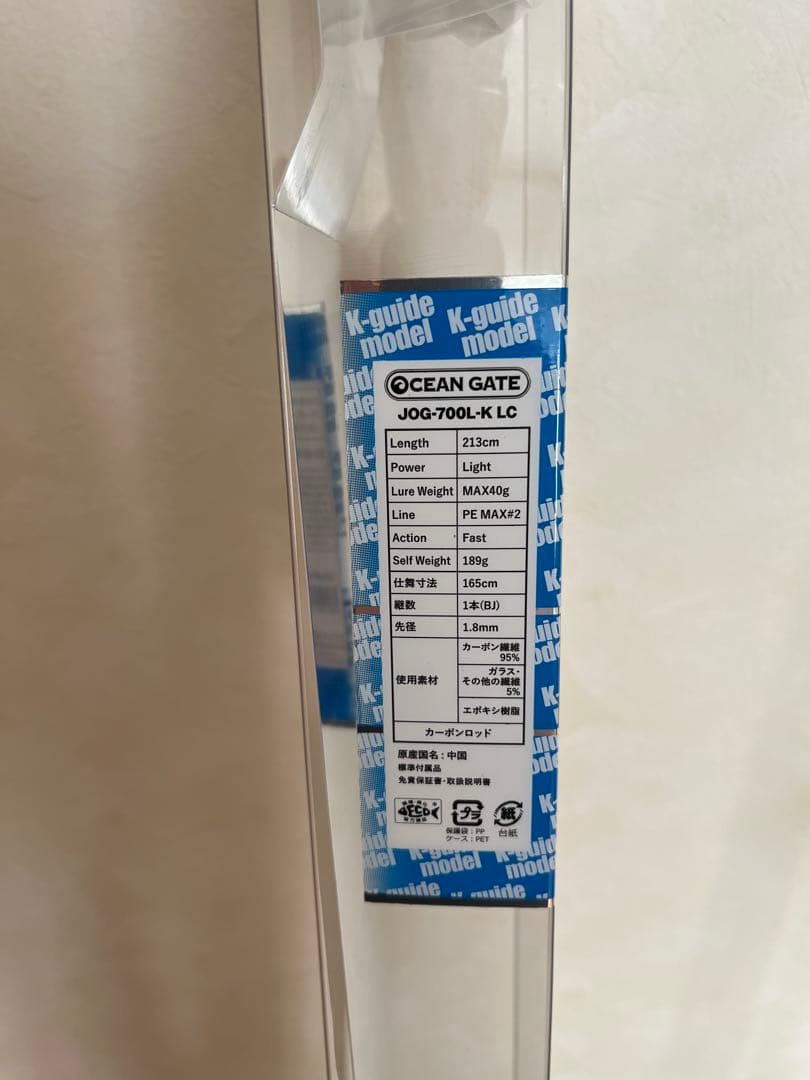 K-guide model K-guide model
OCEAN GATE
JOG-700L-K LC
Length 213cm
Power Light
Lure Weight MAX40g
Line PE MAX#2
Action Fast
Self Weight 189g
仕舞寸法 165cm
継数 1本(BJ)
先径 1.8mm
使用素材 カーボン繊維 95%
ガラス・その他の繊維 5%
エポキシ樹脂
カーボンロッド
原産国名:中国
標準付属品
免責保証書・取扱説明書
ECO
プラ
紙
保護袋:PP
ケース:PET
台紙
model
model